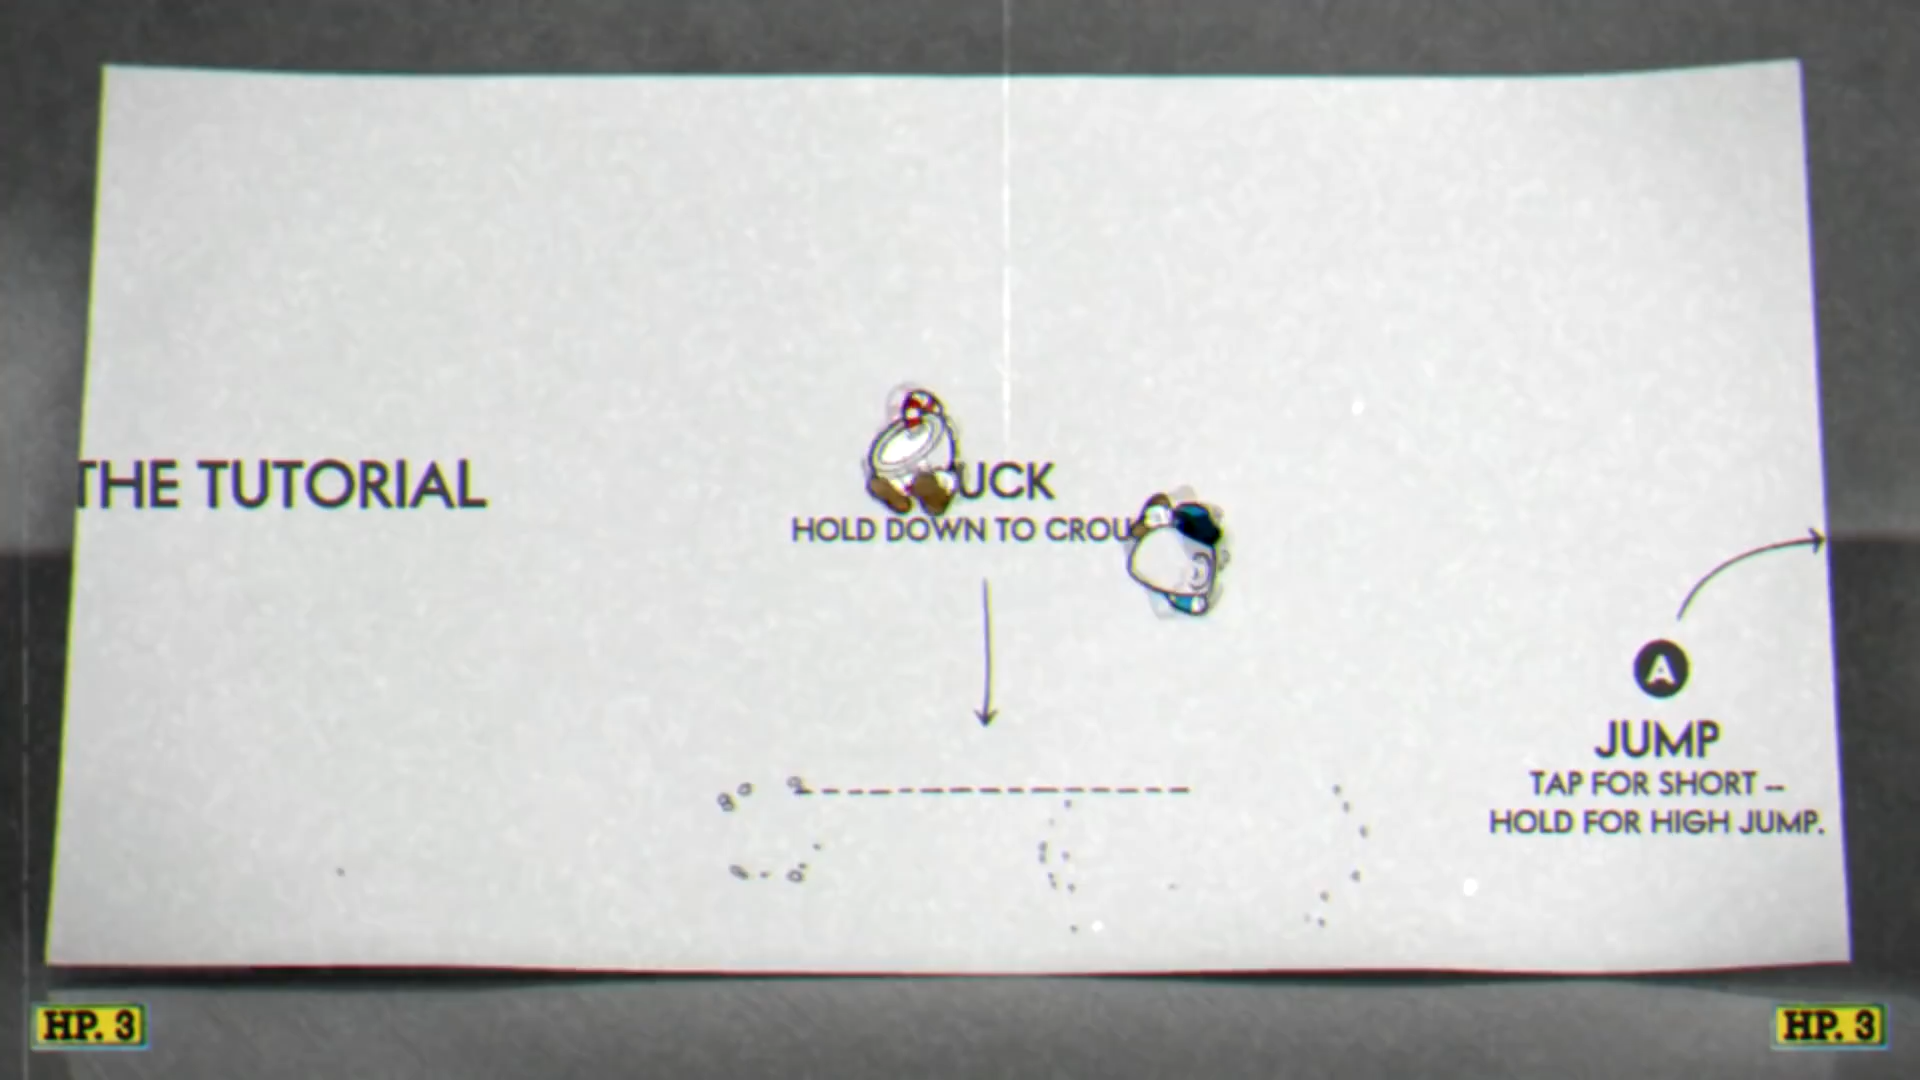 THE TUTORIAL
UCK
HOLD DOWN TO CROU
A
JUMP
TAP FOR SHORT --
HOLD FOR HIGH JUMP.
HP. 3
HP. 3